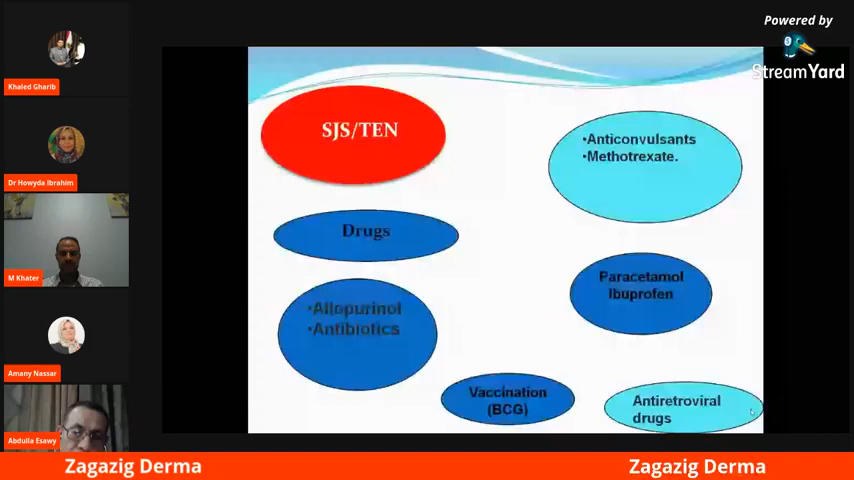 Powered by
StreamYard
Khaled Gharib
Dr Howyda Ibrahim
M Khater
Amany Nassar
Abdulla Esawy
SJS/TEN
•Anticonvsulsants
•Methotrexate.
Drugs
Paracetamol
Ibuprofen
•Allopurinol
•Antibiotics
Vaccination
(BCG)
Antiretroviral
drugs
Zagazig Derma
Zagazig Derma